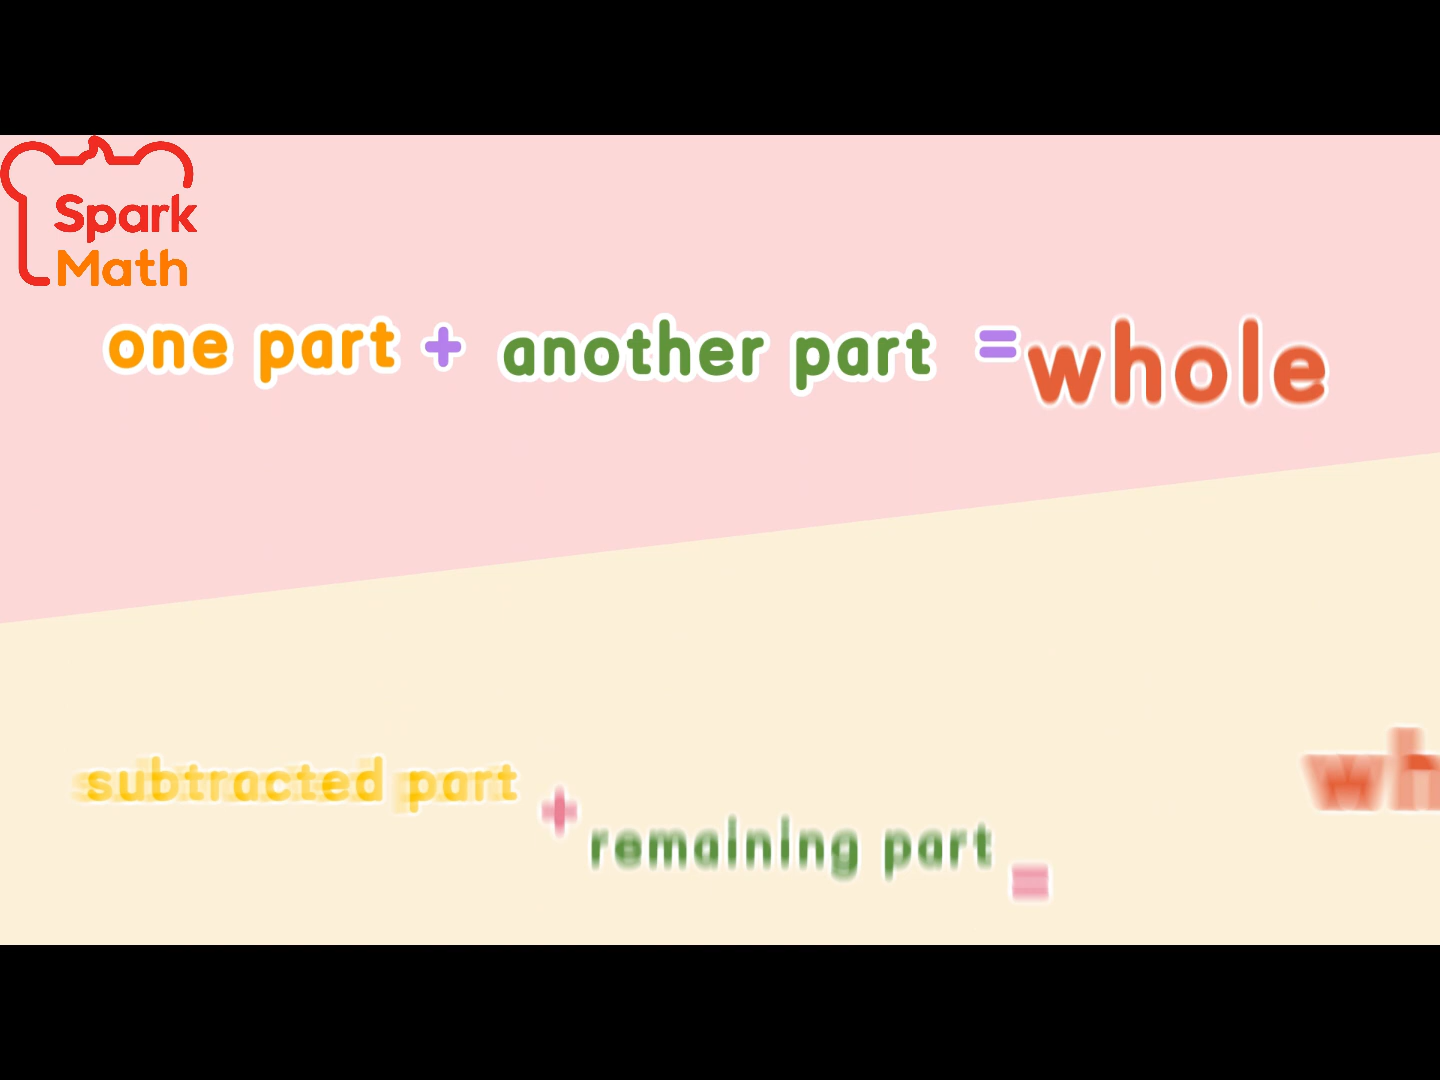 Spark
Math
one part + another part = whole
subtracted part + remaining part =